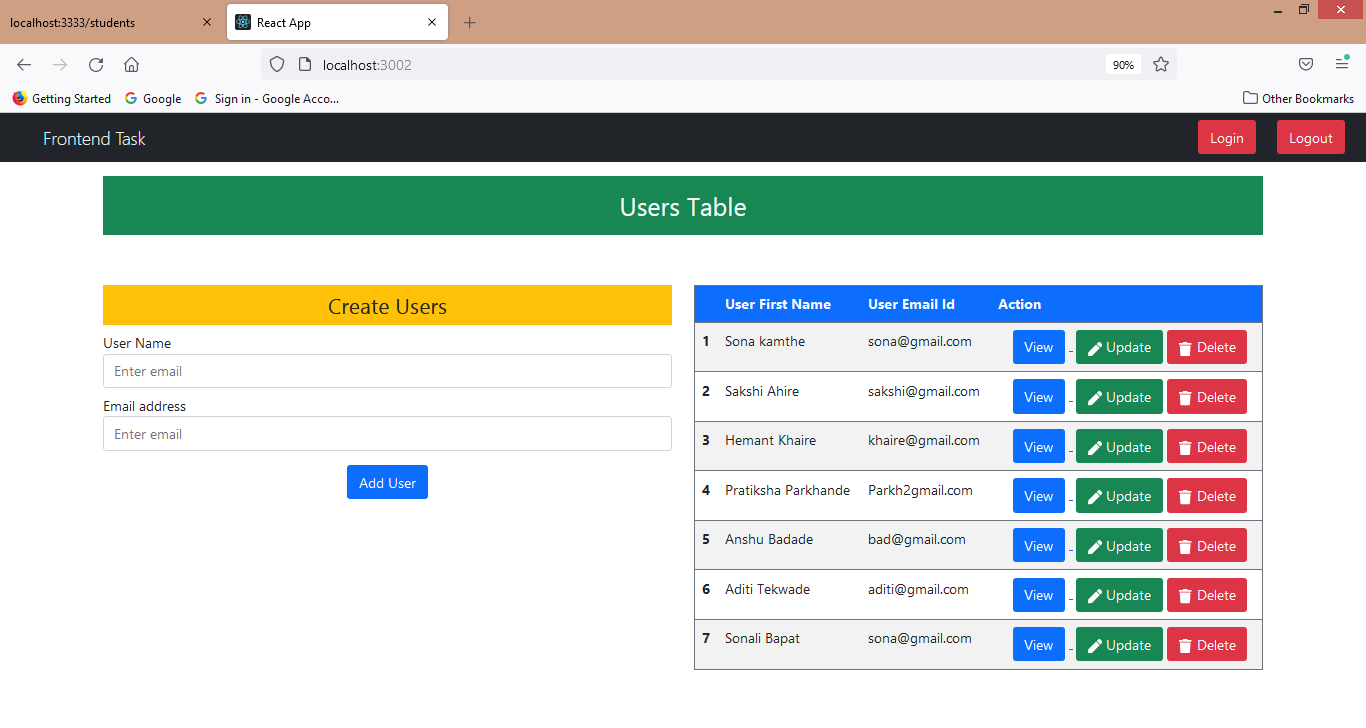 localhost:3333/students
React App
localhost:3002
90%
Getting Started
Google
Sign in - Google Acco...
Other Bookmarks
Frontend Task
Login
Logout
Users Table
Create Users
User Name
Enter email
Email address
Enter email
Add User
User First Name User Email Id Action
1 Sona kamthe sona@gmail.com View - Update Delete
2 Sakshi Ahire sakshi@gmail.com View - Update Delete
3 Hemant Khaire khaire@gmail.com View - Update Delete
4 Pratiksha Parkhande Parkh2gmail.com View - Update Delete
5 Anshu Badade bad@gmail.com View - Update Delete
6 Aditi Tekwade aditi@gmail.com View - Update Delete
7 Sonali Bapat sona@gmail.com View - Update Delete